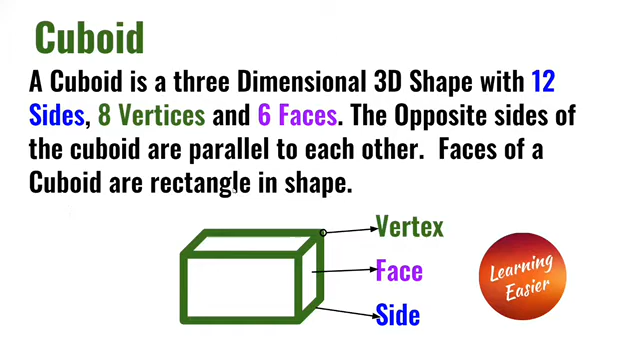 Cuboid
A Cuboid is a three Dimensional 3D Shape with 12
Sides, 8 Vertices and 6 Faces. The Opposite sides of
the cuboid are parallel to each other. Faces of a
Cuboid are rectangle in shape.
Vertex
Face
Side
Learning
Easier